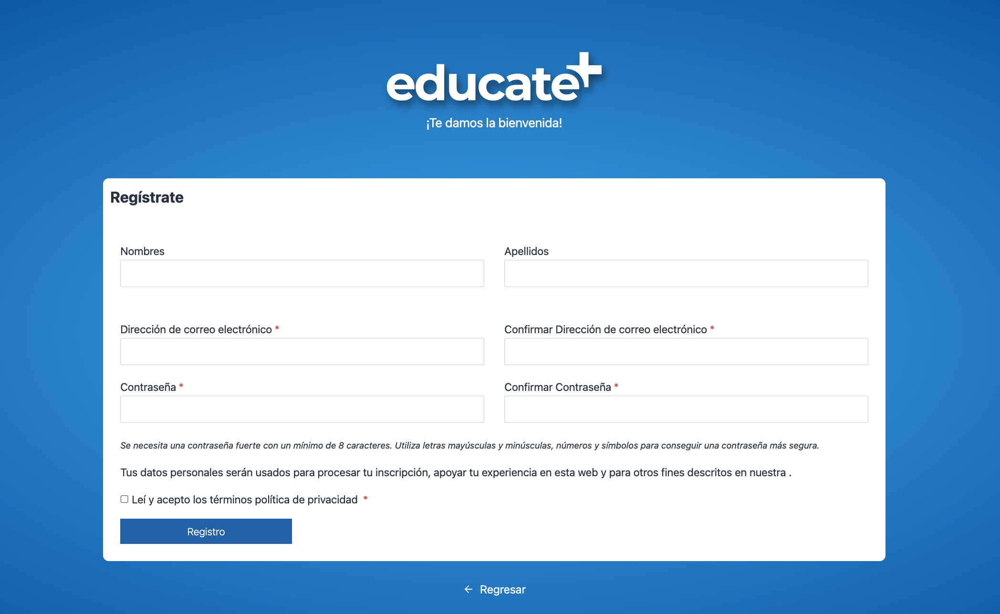 educate+
¡Te damos la bienvenida!
Regístrate
Nombres
Apellidos
Dirección de correo electrónico *
Confirmar Dirección de correo electrónico *
Contraseña *
Confirmar Contraseña *
Se necesita una contraseña fuerte con un mínimo de 8 caracteres. Utiliza letras mayúsculas y minúsculas, números y símbolos para conseguir una contraseña más segura.
Tus datos personales serán usados para procesar tu inscripción, apoyar tu experiencia en esta web y para otros fines descritos en nuestra .
Leí y acepto los términos política de privacidad *
Registro
← Regresar